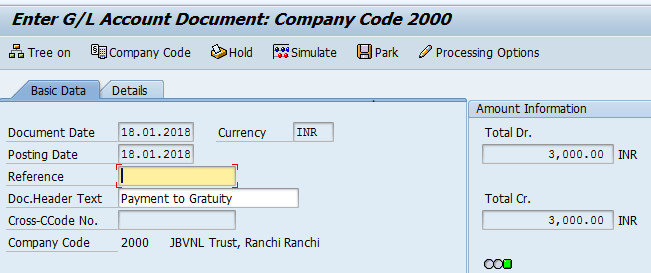 Enter G/L Account Document: Company Code 2000
Tree on Company Code Hold Simulate Park Processing Options
Basic Data Details
Amount Information
Document Date 18.01.2018 Currency INR
Total Dr.
Posting Date 18.01.2018
3,000.00 INR
Reference
Doc.Header Text Payment to Gratuity
Total Cr.
Cross-CCode No.
3,000.00 INR
Company Code 2000 JBVNL Trust, Ranchi Ranchi